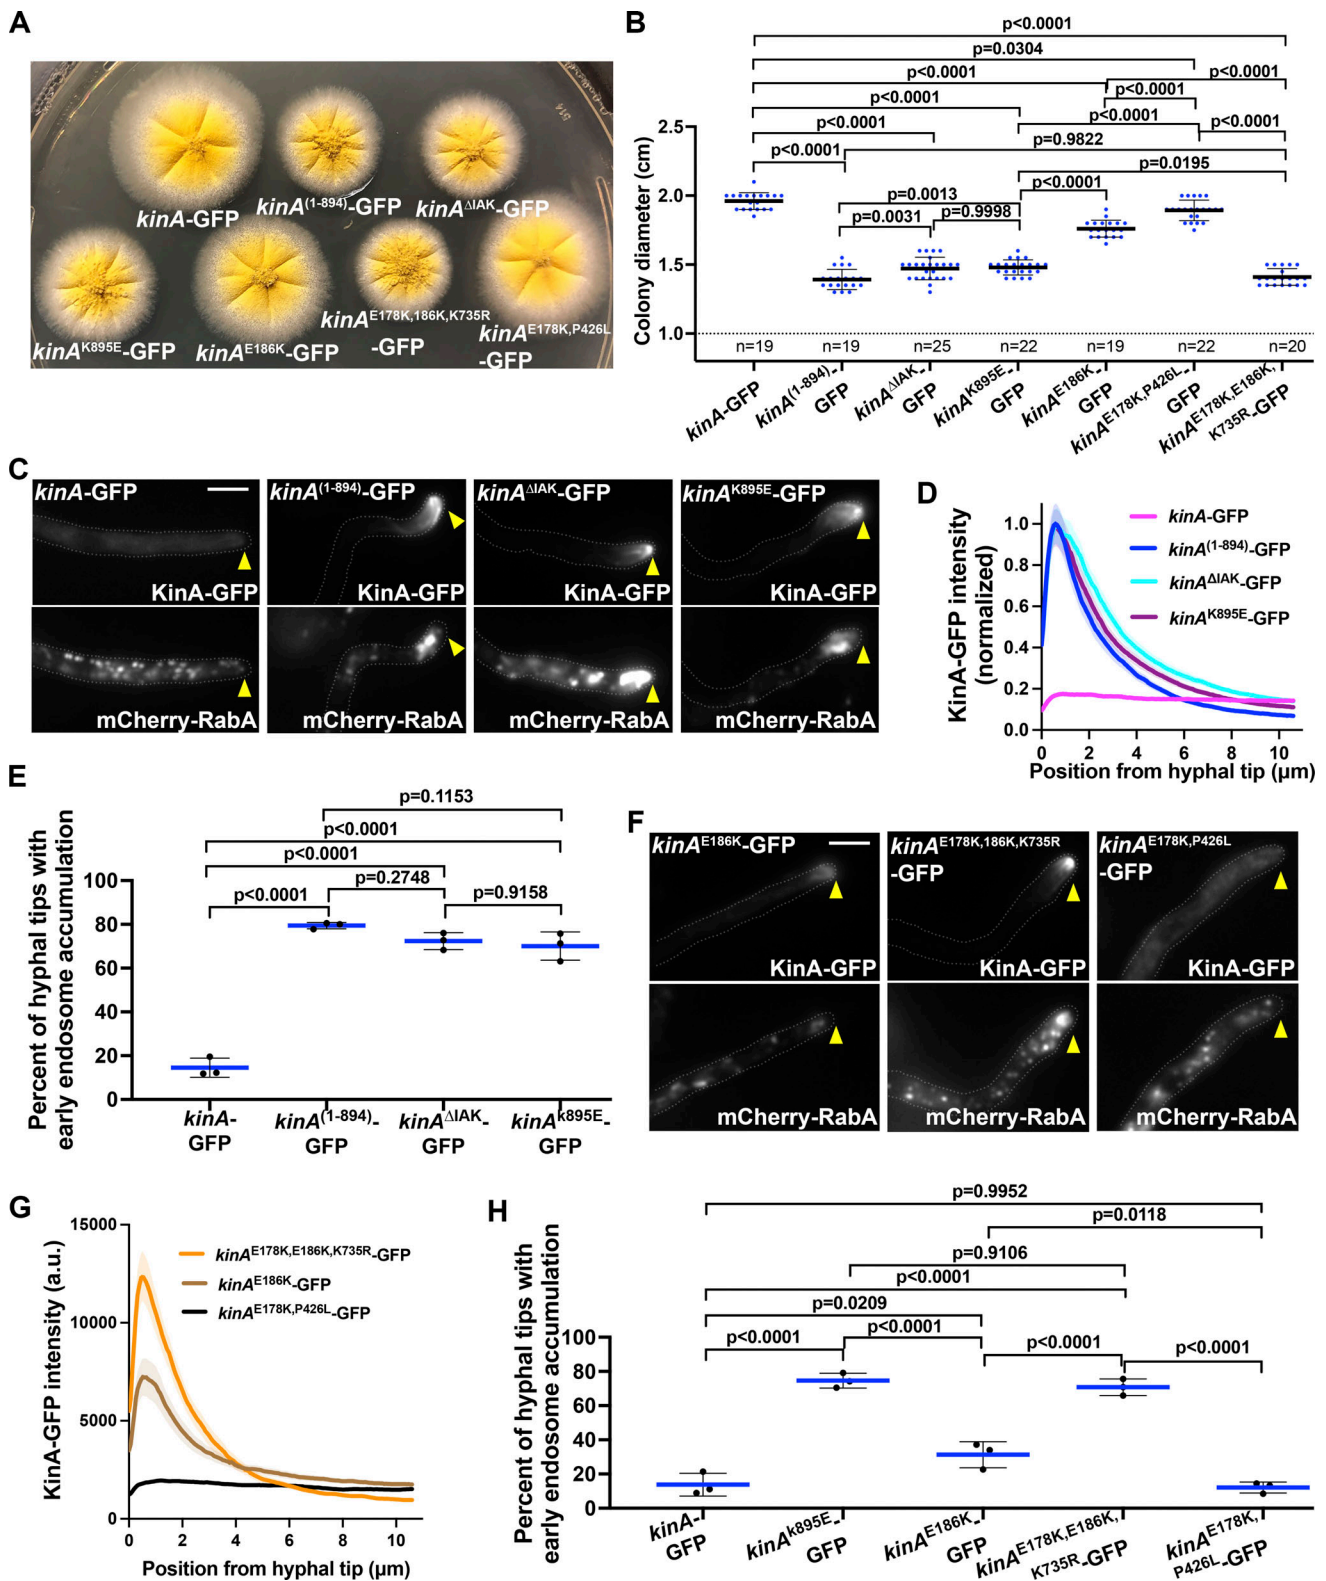 A
kinA-GFP
kinA(1-894)-GFP
kinAΔIAK-GFP
kinAK895E-GFP
kinAE186K-GFP
kinAE178K,186K,K735R
-GFP
kinAE178K,P426L
-GFP
B
p<0.0001
p=0.0304
p<0.0001
p<0.0001
p<0.0001
p<0.0001
p<0.0001
p<0.0001
p<0.0001
p=0.9822
p<0.0001
p=0.0195
p=0.0013
p<0.0001
p=0.0031
p=0.9998
Colony diameter (cm)
2.5
2.0
1.5
1.0
n=19
n=19
n=25
n=22
n=19
n=22
n=20
kinA-GFP
kinA(1-894)-
GFP
kinAΔIAK-
GFP
kinAK895E-
GFP
kinAE186K-
GFP
kinAE178K,P426L-
GFP
kinAE178K,E186K,
K735R-GFP
C
kinA-GFP
KinA-GFP
mCherry-RabA
kinA(1-894)-GFP
KinA-GFP
mCherry-RabA
kinAΔIAK-GFP
KinA-GFP
mCherry-RabA
kinAK895E-GFP
KinA-GFP
mCherry-RabA
D
KinA-GFP intensity
(normalized)
1.0
0.8
0.6
0.4
0.2
0.0
0
2
4
6
8
10
Position from hyphal tip (μm)
kinA-GFP
kinA(1-894)-GFP
kinAΔIAK-GFP
kinAK895E-GFP
E
p=0.1153
p<0.0001
p<0.0001
p<0.0001
p=0.2748
p=0.9158
Percent of hyphal tips with
early endosome accumulation
100
80
60
40
20
0
kinA-
GFP
kinA(1-894)-
GFP
kinAΔIAK-
GFP
kinAk895E-
GFP
F
kinAE186K-GFP
KinA-GFP
mCherry-RabA
kinAE178K,186K,K735R
-GFP
KinA-GFP
mCherry-RabA
kinAE178K,P426L
-GFP
KinA-GFP
mCherry-RabA
G
KinA-GFP intensity (a.u.)
15000
10000
5000
0
0
2
4
6
8
10
Position from hyphal tip (μm)
kinAE178K,E186K,K735R-GFP
kinAE186K-GFP
kinAE178K,P426L-GFP
H
p=0.9952
p=0.0118
p=0.9106
p<0.0001
p=0.0209
p<0.0001
p<0.0001
p<0.0001
p<0.0001
Percent of hyphal tips with
early endosome accumulation
100
80
60
40
20
0
kinA-
GFP
kinAk895E-
GFP
kinAE186K-
GFP
kinAE178K,E186K,
K735R-GFP
kinAE178K,
P426L-GFP